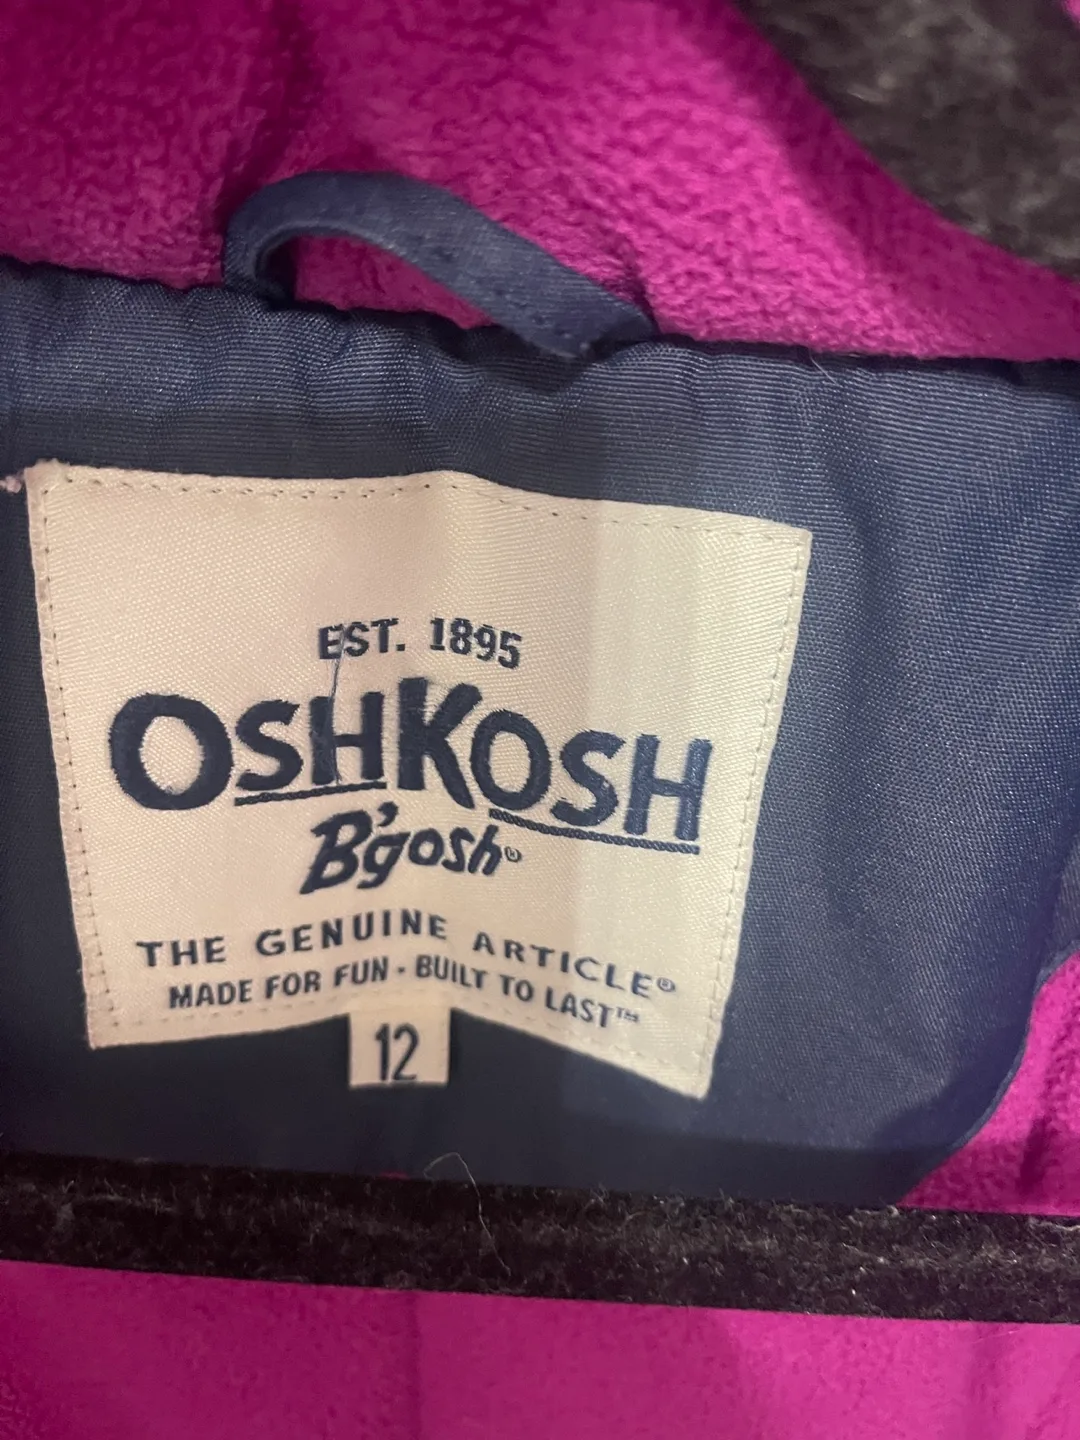 EST. 1895
OSHKOSH
B'gosh®
THE GENUINE ARTICLE®
MADE FOR FUN · BUILT TO LAST™
12